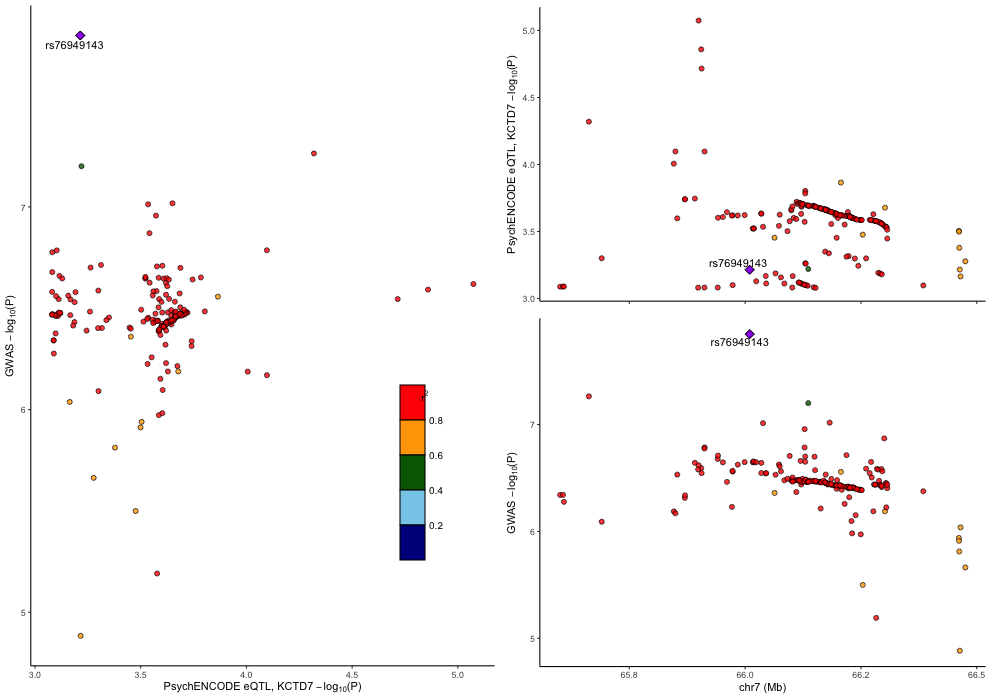 rs76949143
7
6
5
GWAS −log10(P)
3.0
3.5
4.0
4.5
5.0
PsychENCODE eQTL, KCTD7 −log10(P)
r2
0.8
0.6
0.4
0.2
5.0
4.5
4.0
3.5
3.0
PsychENCODE eQTL, KCTD7 −log10(P)
rs76949143
rs76949143
7
6
5
GWAS −log10(P)
65.8
66.0
66.2
66.5
chr7 (Mb)